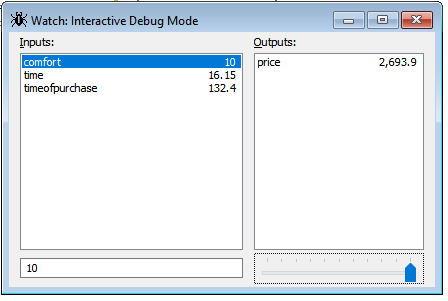 Watch: Interactive Debug Mode
Inputs: Outputs:
comfort 10 price 2,693.9
time 16.15
timeofpurchase 132.4
10